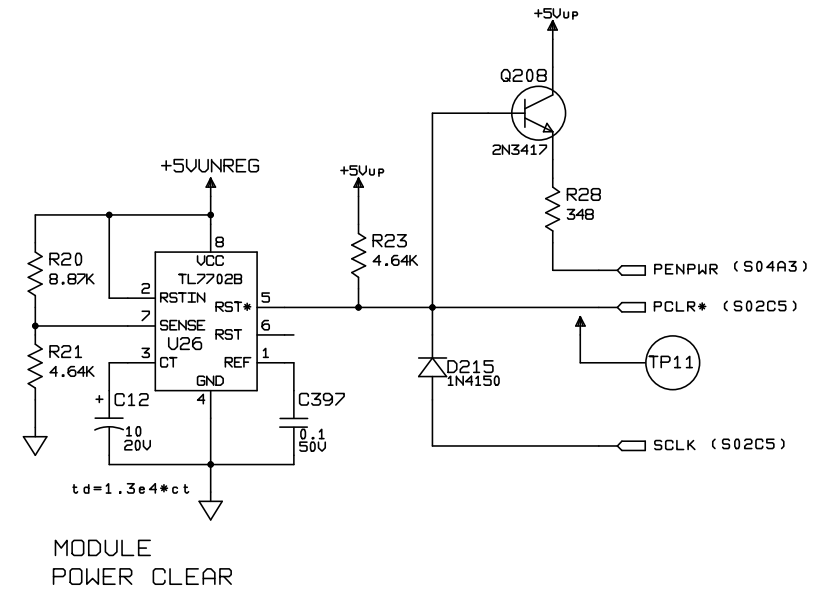 +5Vup
Q208
2N3417
+5VUNREG
+5Vup
R28
348
8
VCC
R23
4.64K
R20
8.87K
TL7702B
PENPWR (S04A3)
2
RSTIN
RST*
5
PCLR* (S02C5)
7
SENSE
RST
6
U26
R21
4.64K
3
CT
REF
1
TP11
GND
D215
1N4150
4
+
C12
10
20V
C397
0.1
50V
SCLK (S02C5)
td=1.3e4*ct
MODULE
POWER CLEAR